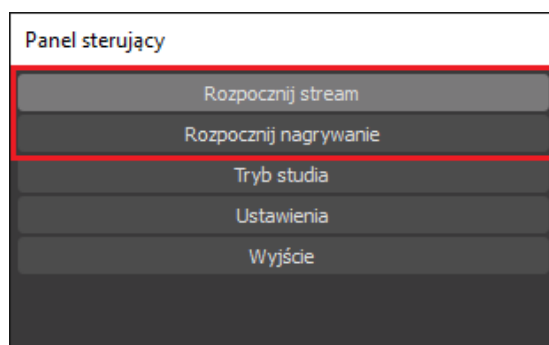 Panel sterujący
Rozpocznij stream
Rozpocznij nagrywanie
Tryb studia
Ustawienia
Wyjście